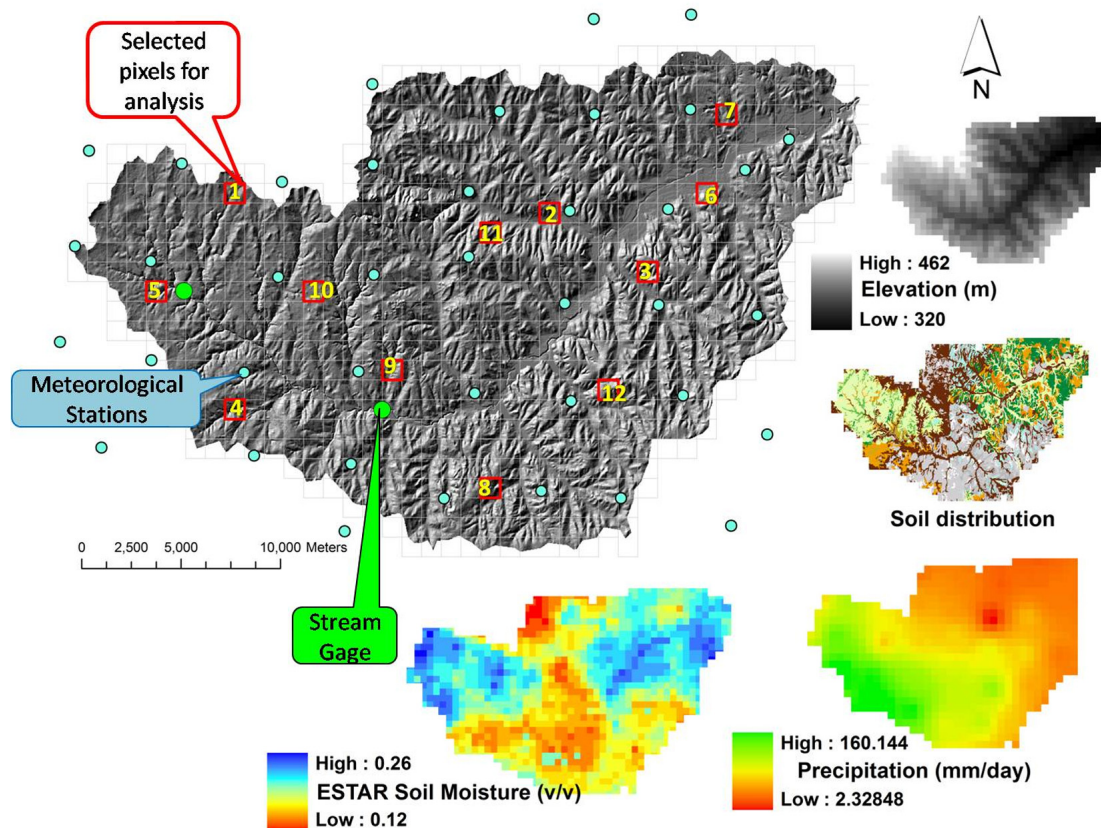 Selected
pixels for
analysis
7
N
1
6
2
11
3
High : 462
Elevation (m)
Low : 320
5
10
9
Meteorological
Stations
12
4
8
Soil distribution
0 2,500 5,000 10,000 Meters
Stream
Gage
High : 0.26
ESTAR Soil Moisture (v/v)
Low : 0.12
High : 160.144
Precipitation (mm/day)
Low : 2.32848